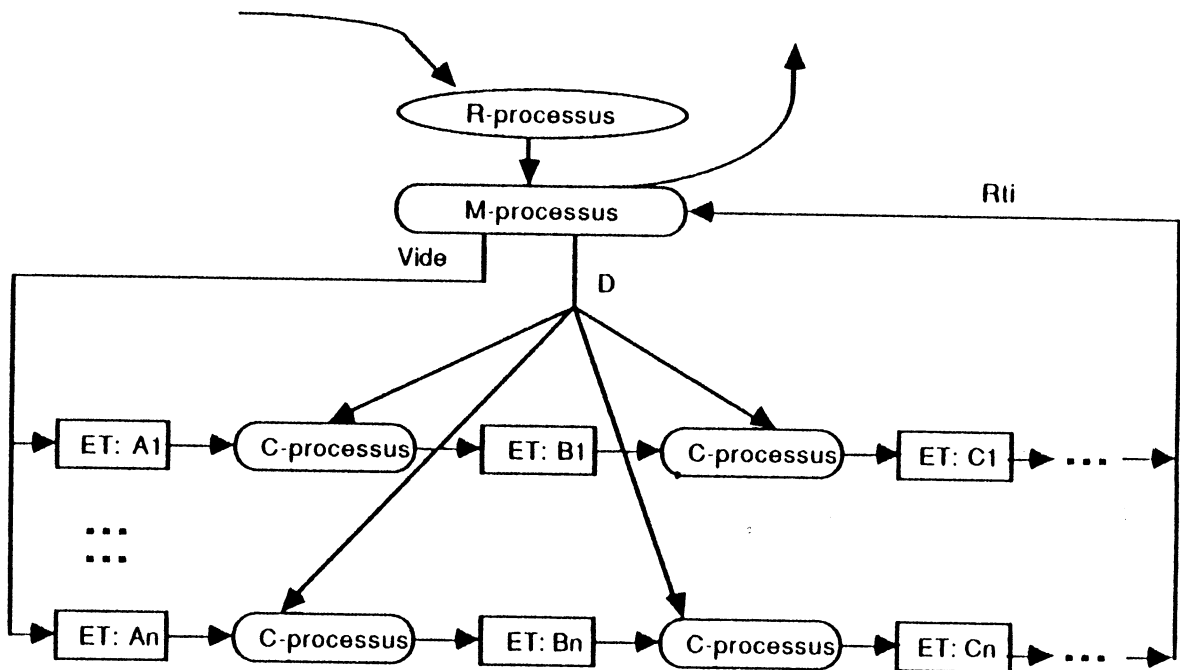 R-processus
M-processus
Rti
Vide
D
ET: A1
C-processus
ET: B1
C-processus
ET: C1
...
...
...
ET: An
C-processus
ET: Bn
C-processus
ET: Cn
...